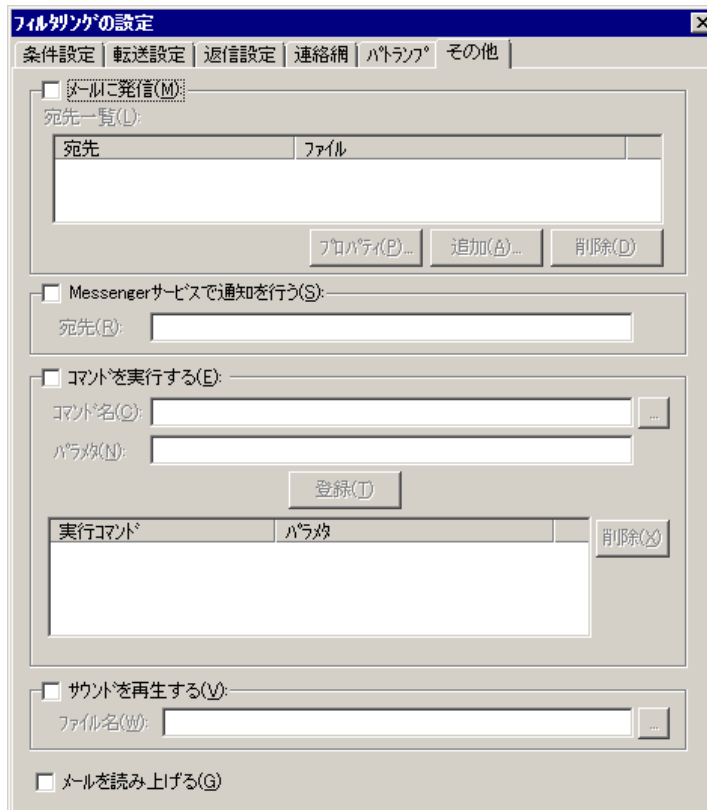 フィルタリングの設定
条件設定 転送設定 返信設定 連絡網 パトランプ その他
メールに発信(M):
宛先一覧(L):
宛先 ファイル
プロパティ(P)... 追加(A)... 削除(D)
Messengerサービスで通知を行う(S):
宛先(R):
コマンドを実行する(E):
コマンド名(C): ...
パラメタ(N):
登録(T)
実行コマンド パラメタ 削除(X)
サウンドを再生する(V):
ファイル名(W): ...
メールを読み上げる(G)